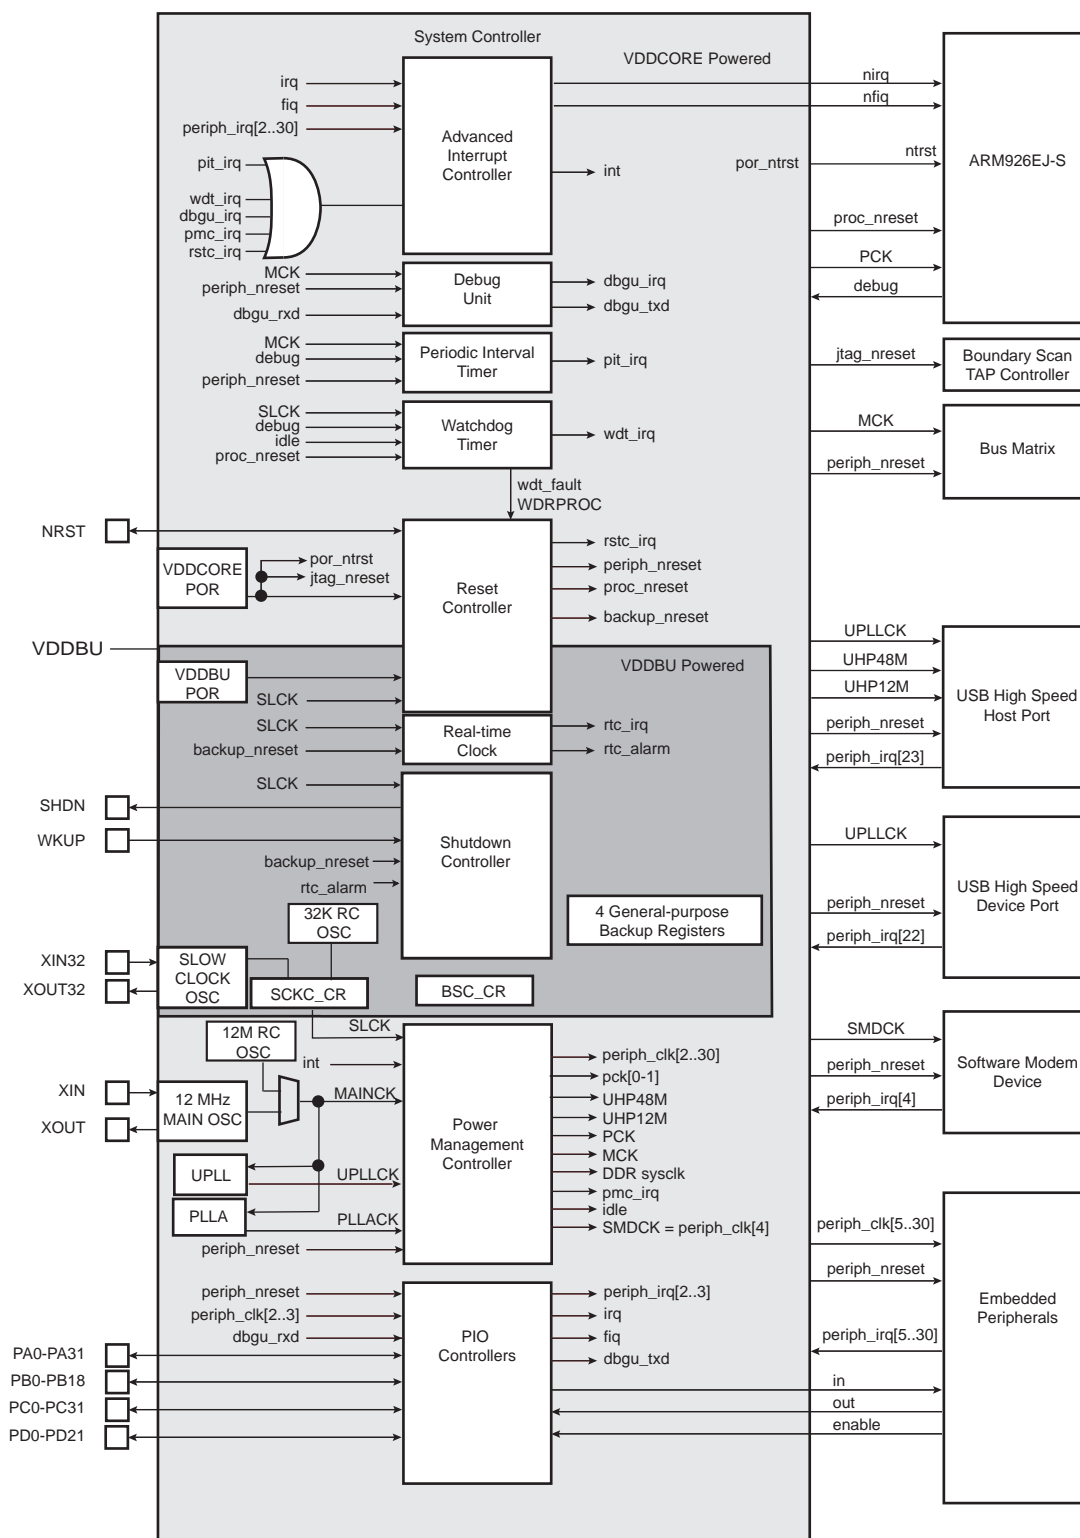 System Controller
VDDCORE Powered
irq
fiq
periph_irq[2..30]
pit_irq
wdt_irq
dbgu_irq
pmc_irq
rstc_irq
Advanced
Interrupt
Controller
int
nirq
nfiq
por_ntrst
ntrst
proc_nreset
PCK
debug
ARM926EJ-S
MCK
periph_nreset
dbgu_rxd
Debug
Unit
dbgu_irq
dbgu_txd
MCK
debug
periph_nreset
Periodic Interval
Timer
pit_irq
jtag_nreset
Boundary Scan
TAP Controller
SLCK
debug
idle
proc_nreset
Watchdog
Timer
wdt_irq
MCK
periph_nreset
Bus Matrix
wdt_fault
WDRPROC
NRST
VDDCORE
POR
por_ntrst
jtag_nreset
Reset
Controller
rstc_irq
periph_nreset
proc_nreset
backup_nreset
VDDBU
VDDBU Powered
VDDBU
POR
SLCK
UPLLCK
UHP48M
UHP12M
periph_nreset
periph_irq[23]
USB High Speed
Host Port
SLCK
backup_nreset
Real-time
Clock
rtc_irq
rtc_alarm
SLCK
SHDN
WKUP
backup_nreset
rtc_alarm
Shutdown
Controller
4 General-purpose
Backup Registers
UPLLCK
periph_nreset
periph_irq[22]
USB High Speed
Device Port
32K RC
OSC
XIN32
XOUT32
SLOW
CLOCK
OSC
SCKC_CR
BSC_CR
12M RC
OSC
SLCK
int
XIN
XOUT
12 MHz
MAIN OSC
MAINCK
UPLL
UPLLCK
PLLA
PLLACK
periph_nreset
Power
Management
Controller
periph_clk[2..30]
pck[0-1]
UHP48M
UHP12M
PCK
MCK
DDR sysclk
pmc_irq
idle
SMDCK = periph_clk[4]
SMDCK
periph_nreset
periph_irq[4]
Software Modem
Device
periph_nreset
periph_clk[2..3]
dbgu_rxd
PA0-PA31
PB0-PB18
PC0-PC31
PD0-PD21
PIO
Controllers
periph_irq[2..3]
irq
fiq
dbgu_txd
periph_clk[5..30]
periph_nreset
periph_irq[5..30]
in
out
enable
Embedded
Peripherals